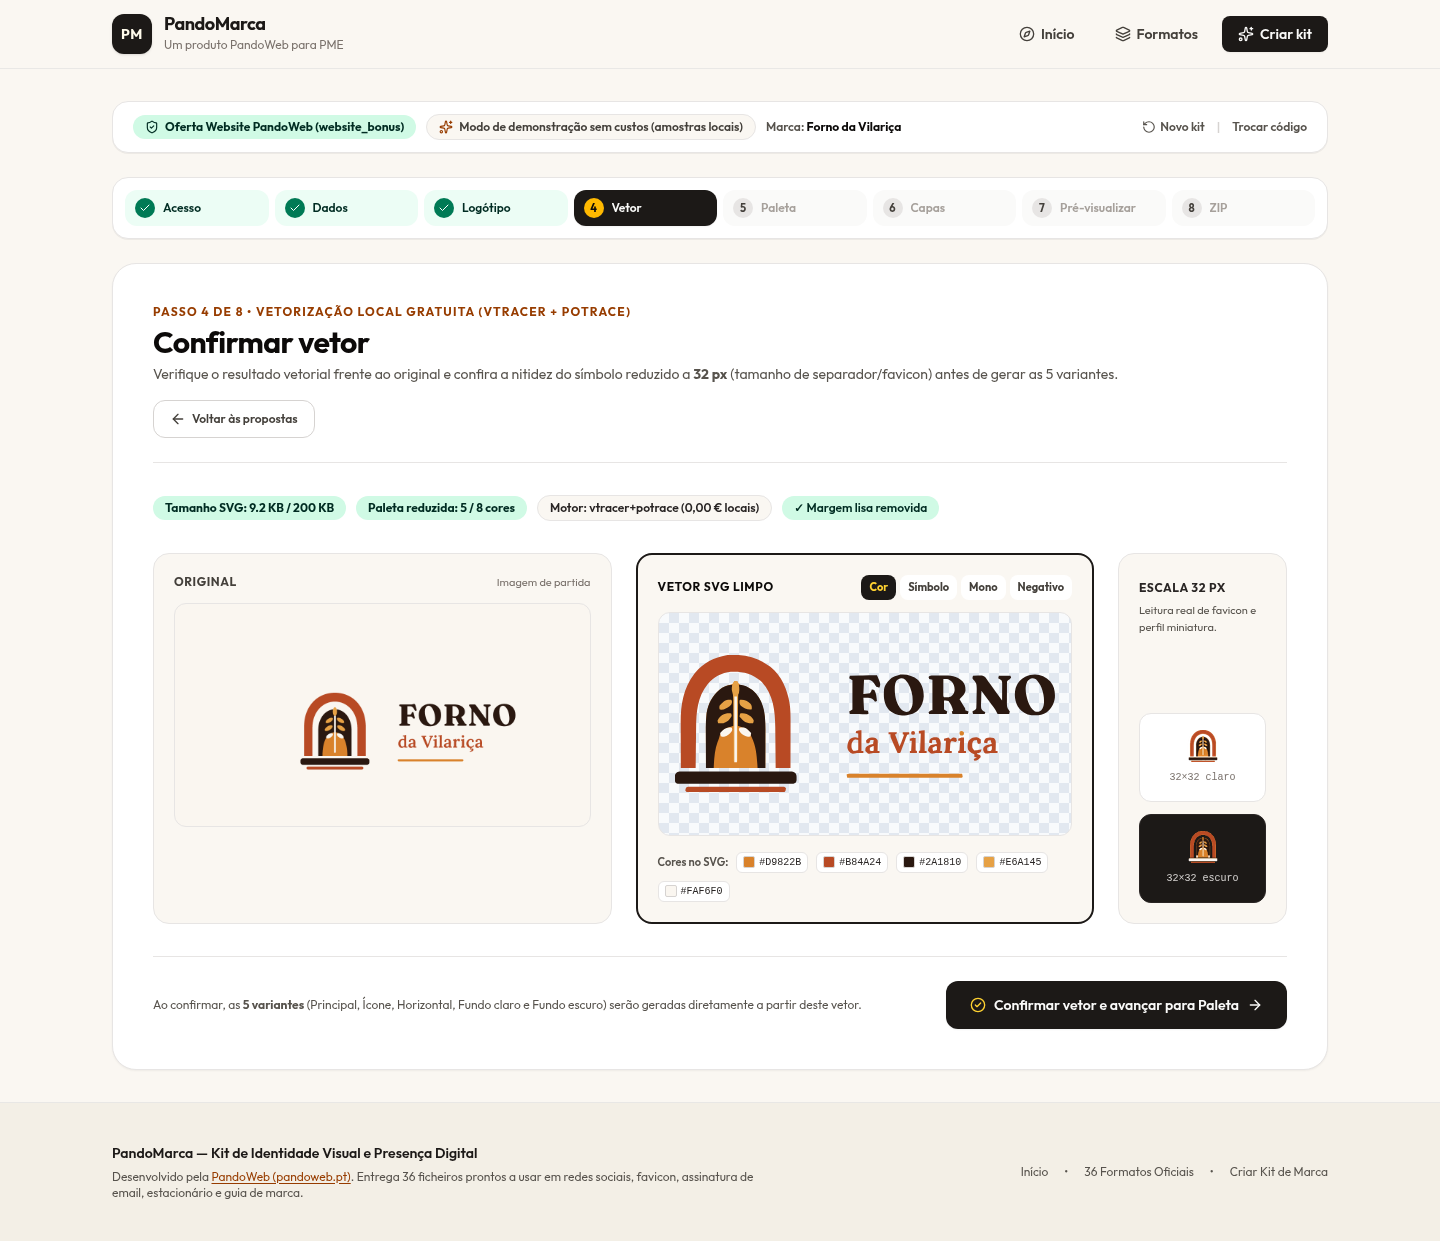 PM
PandoMarca
Um produto PandoWeb para PME
Início
Formatos
Criar kit
Oferta Website PandoWeb (website_bonus)
Modo de demonstração sem custos (amostras locais)
Marca: Forno da Vilariça
Novo kit
|
Trocar código
Acesso
Dados
Logótipo
4 Vetor
5 Paleta
6 Capas
7 Pré-visualizar
8 ZIP
PASSO 4 DE 8 • VETORIZAÇÃO LOCAL GRATUITA (VTRACER + POTRACE)
Confirmar vetor
Verifique o resultado vetorial frente ao original e confira a nitidez do símbolo reduzido a 32 px (tamanho de separador/favicon) antes de gerar as 5 variantes.
Voltar às propostas
Tamanho SVG: 9.2 KB / 200 KB
Paleta reduzida: 5 / 8 cores
Motor: vtracer+potrace (0,00 € locais)
✓ Margem lisa removida
ORIGINAL
Imagem de partida
FORNO
da Vilariça
VETOR SVG LIMPO
Cor
Símbolo
Mono
Negativo
FORNO
da Vilariça
Cores no SVG:
#D9822B
#B84A24
#2A1810
#E6A145
#FAF6F0
ESCALA 32 PX
Leitura real de favicon e
perfil miniatura.
32×32 claro
32×32 escuro
Ao confirmar, as 5 variantes (Principal, Ícone, Horizontal, Fundo claro e Fundo escuro) serão geradas diretamente a partir deste vetor.
Confirmar vetor e avançar para Paleta
PandoMarca — Kit de Identidade Visual e Presença Digital
Desenvolvido pela PandoWeb (pandoweb.pt). Entrega 36 ficheiros prontos a usar em redes sociais, favicon, assinatura de
email, estacionário e guia de marca.
Início • 36 Formatos Oficiais • Criar Kit de Marca